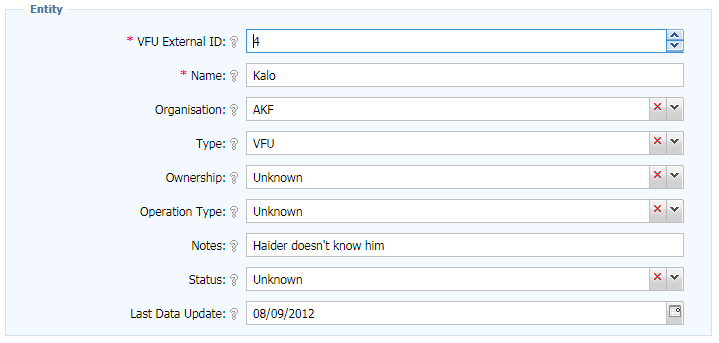 Entity
* VFU External ID: ? 4
* Name: ? Kalo
Organisation: ? AKF
Type: ? VFU
Ownership: ? Unknown
Operation Type: ? Unknown
Notes: ? Haider doesn't know him
Status: ? Unknown
Last Data Update: ? 08/09/2012